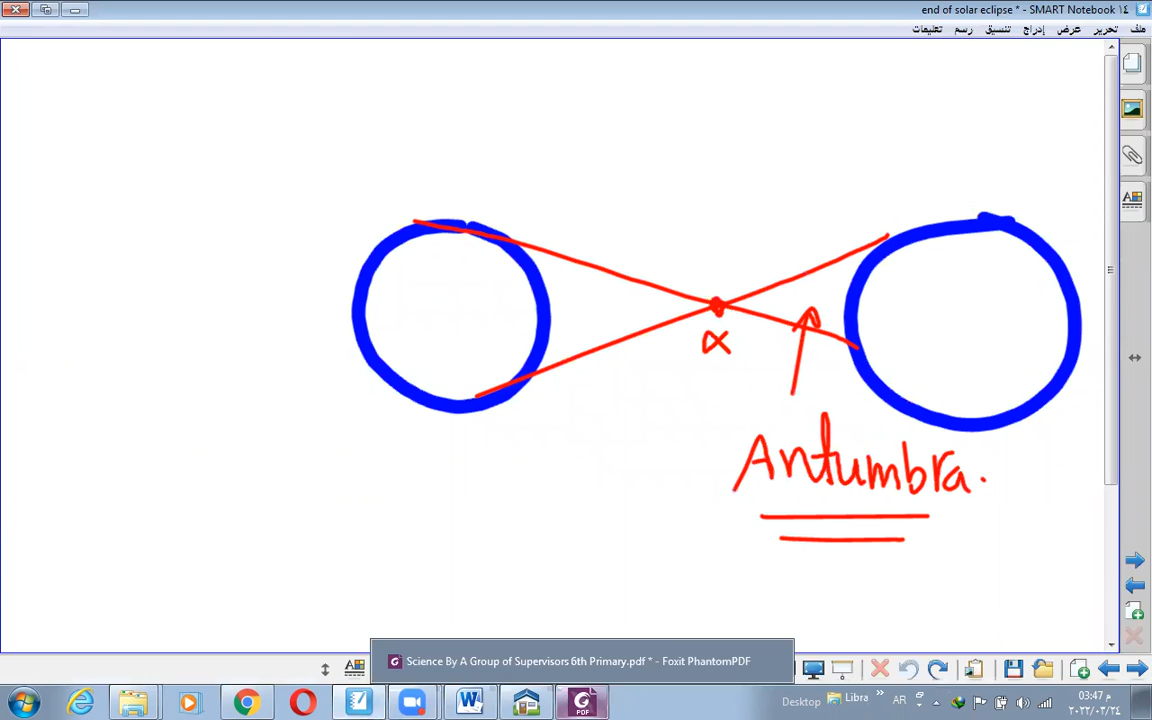 end of solar eclipse * - SMART Notebook ١٤
ملف تحرير عرض إدراج تنسيق رسم تعليمات
α
Antumbra.
Science By A Group of Supervisors 6th Primary.pdf * - Foxit PhantomPDF
Desktop Libra » AR م 03:47
٢٠٢٢/٠٣/٢٤